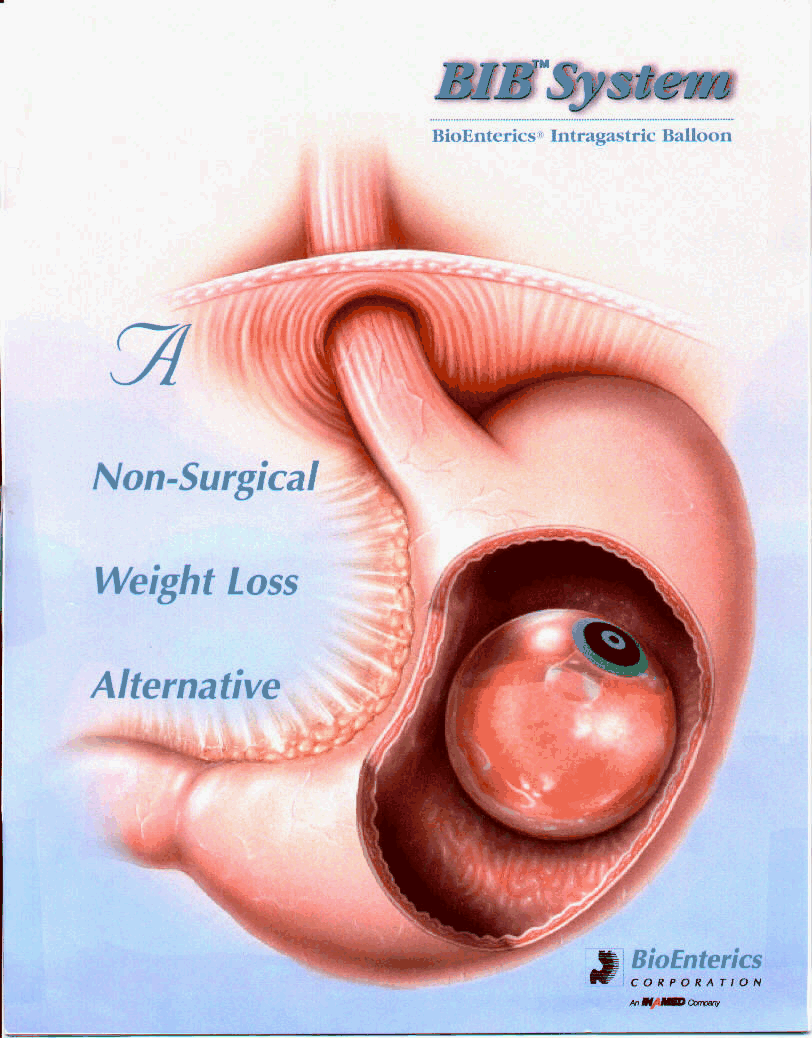 BIB™ System
BioEnterics® Intragastric Balloon
A
Non-Surgical
Weight Loss
Alternative
BioEnterics
CORPORATION
An INAMED Company